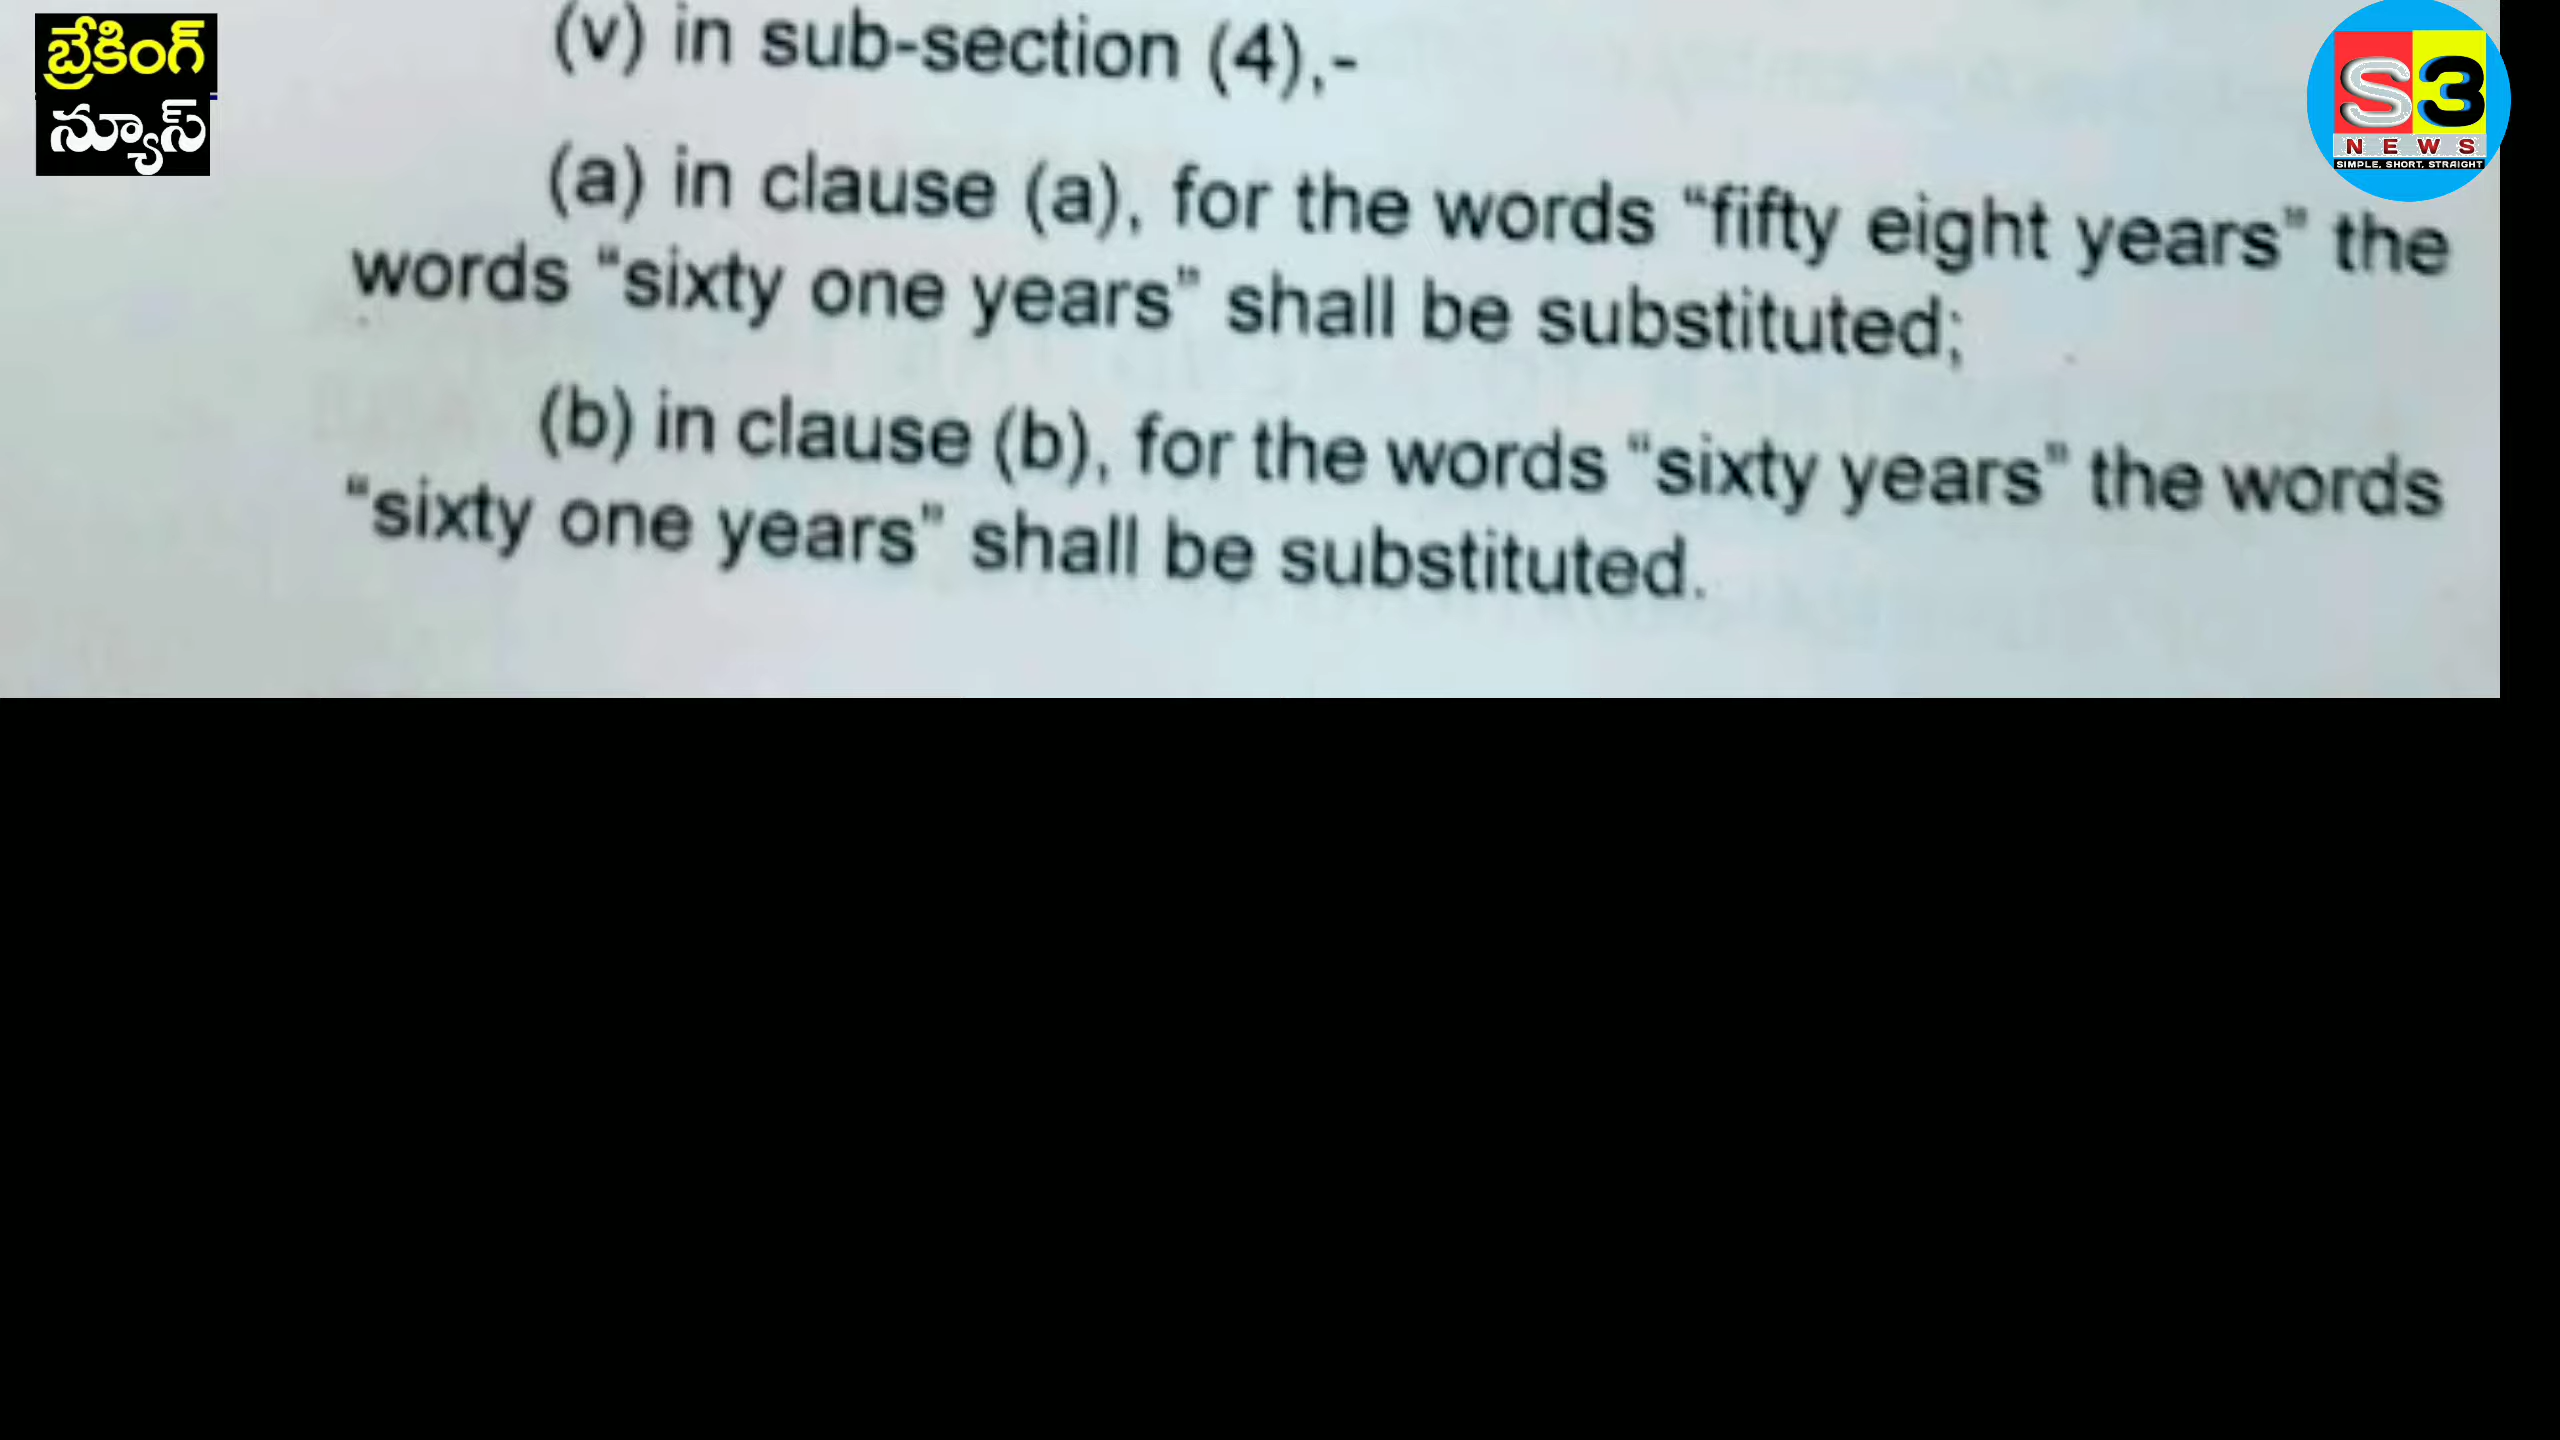 బ్రేకింగ్
న్యూస్
S3
NEWS
SIMPLE, SHORT, STRAIGHT
(v) in sub-section (4),-
(a) in clause (a), for the words “fifty eight years” the
words “sixty one years” shall be substituted;
(b) in clause (b), for the words “sixty years” the words
“sixty one years” shall be substituted.